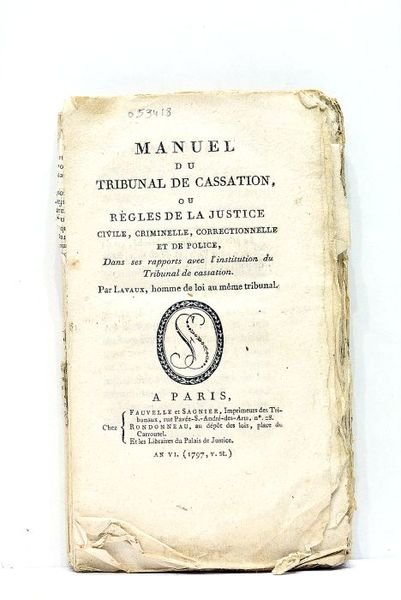 059418
MANUEL
DU
TRIBUNAL DE CASSATION,
OU
RÈGLES DE LA JUSTICE
CIVILE, CRIMINELLE, CORRECTIONNELLE
ET DE POLICE,
Dans ses rapports avec l'institution du
Tribunal de cassation.
Par LAVAUX, homme de loi au même tribunal.
A PARIS,
Chez
FAUVELLE et SAGNIER, Imprimeurs des Tri-
bunaux, rue Pavée-S.-André-des-Arts, n°. 28.
RONDONNEAU, au dépôt des lois, place du
Carrousel.
Et les Libraires du Palais de Justice.
AN VI. (1797, v. st.)